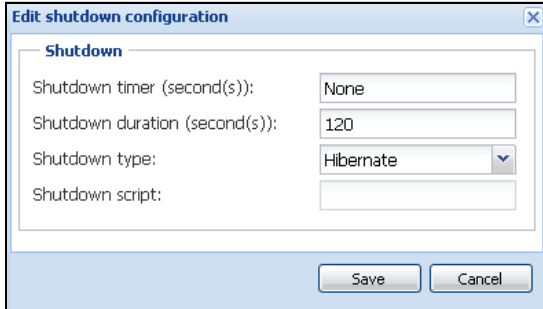 Edit shutdown configuration
Shutdown
Shutdown timer (second(s)): None
Shutdown duration (second(s)): 120
Shutdown type: Hibernate
Shutdown script:
Save Cancel